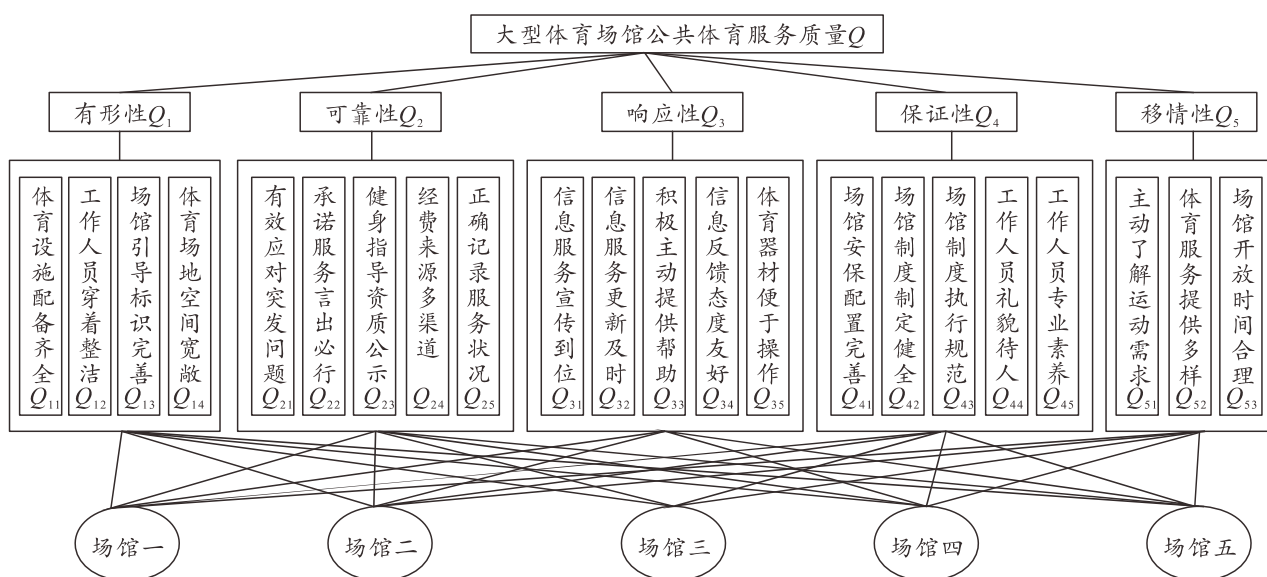 大型体育场馆公共体育服务质量Q
有形性Q₁
可靠性Q₂
响应性Q₃
保证性Q₄
移情性Q₅
体育设施配备齐全Q₁₁
工作人员穿着整洁Q₁₂
场馆引导标识完善Q₁₃
体育场地空间宽敞Q₁₄
有效应对突发问题Q₂₁
承诺服务言出必行Q₂₂
健身指导资质公示Q₂₃
经费来源多渠道Q₂₄
正确记录服务状况Q₂₅
信息服务宣传到位Q₃₁
信息服务更新及时Q₃₂
积极主动提供帮助Q₃₃
信息反馈态度友好Q₃₄
体育器材便于操作Q₃₅
场馆安保配置完善Q₄₁
场馆制度制定健全Q₄₂
场馆制度执行规范Q₄₃
工作人员礼貌待人Q₄₄
工作人员专业素养Q₄₅
主动了解运动需求Q₅₁
体育服务提供多样Q₅₂
场馆开放时间合理Q₅₃
场馆一
场馆二
场馆三
场馆四
场馆五